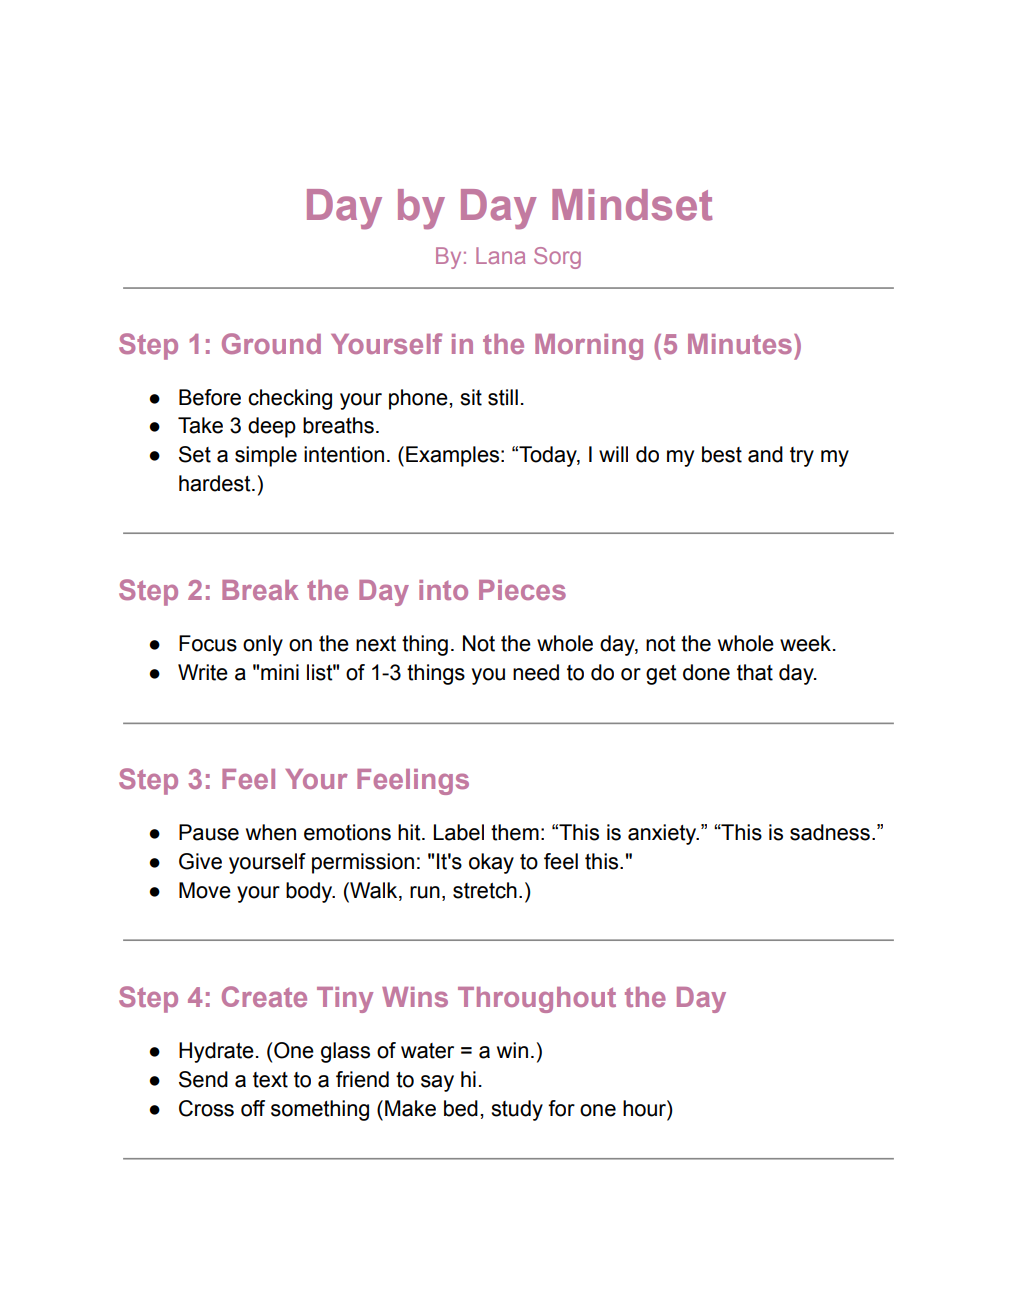 Day by Day Mindset
By: Lana Sorg
Step 1: Ground Yourself in the Morning (5 Minutes)
● Before checking your phone, sit still.
● Take 3 deep breaths.
● Set a simple intention. (Examples: “Today, I will do my best and try my
hardest.)
Step 2: Break the Day into Pieces
● Focus only on the next thing. Not the whole day, not the whole week.
● Write a "mini list" of 1-3 things you need to do or get done that day.
Step 3: Feel Your Feelings
● Pause when emotions hit. Label them: “This is anxiety.” “This is sadness.”
● Give yourself permission: "It's okay to feel this."
● Move your body. (Walk, run, stretch.)
Step 4: Create Tiny Wins Throughout the Day
● Hydrate. (One glass of water = a win.)
● Send a text to a friend to say hi.
● Cross off something (Make bed, study for one hour)